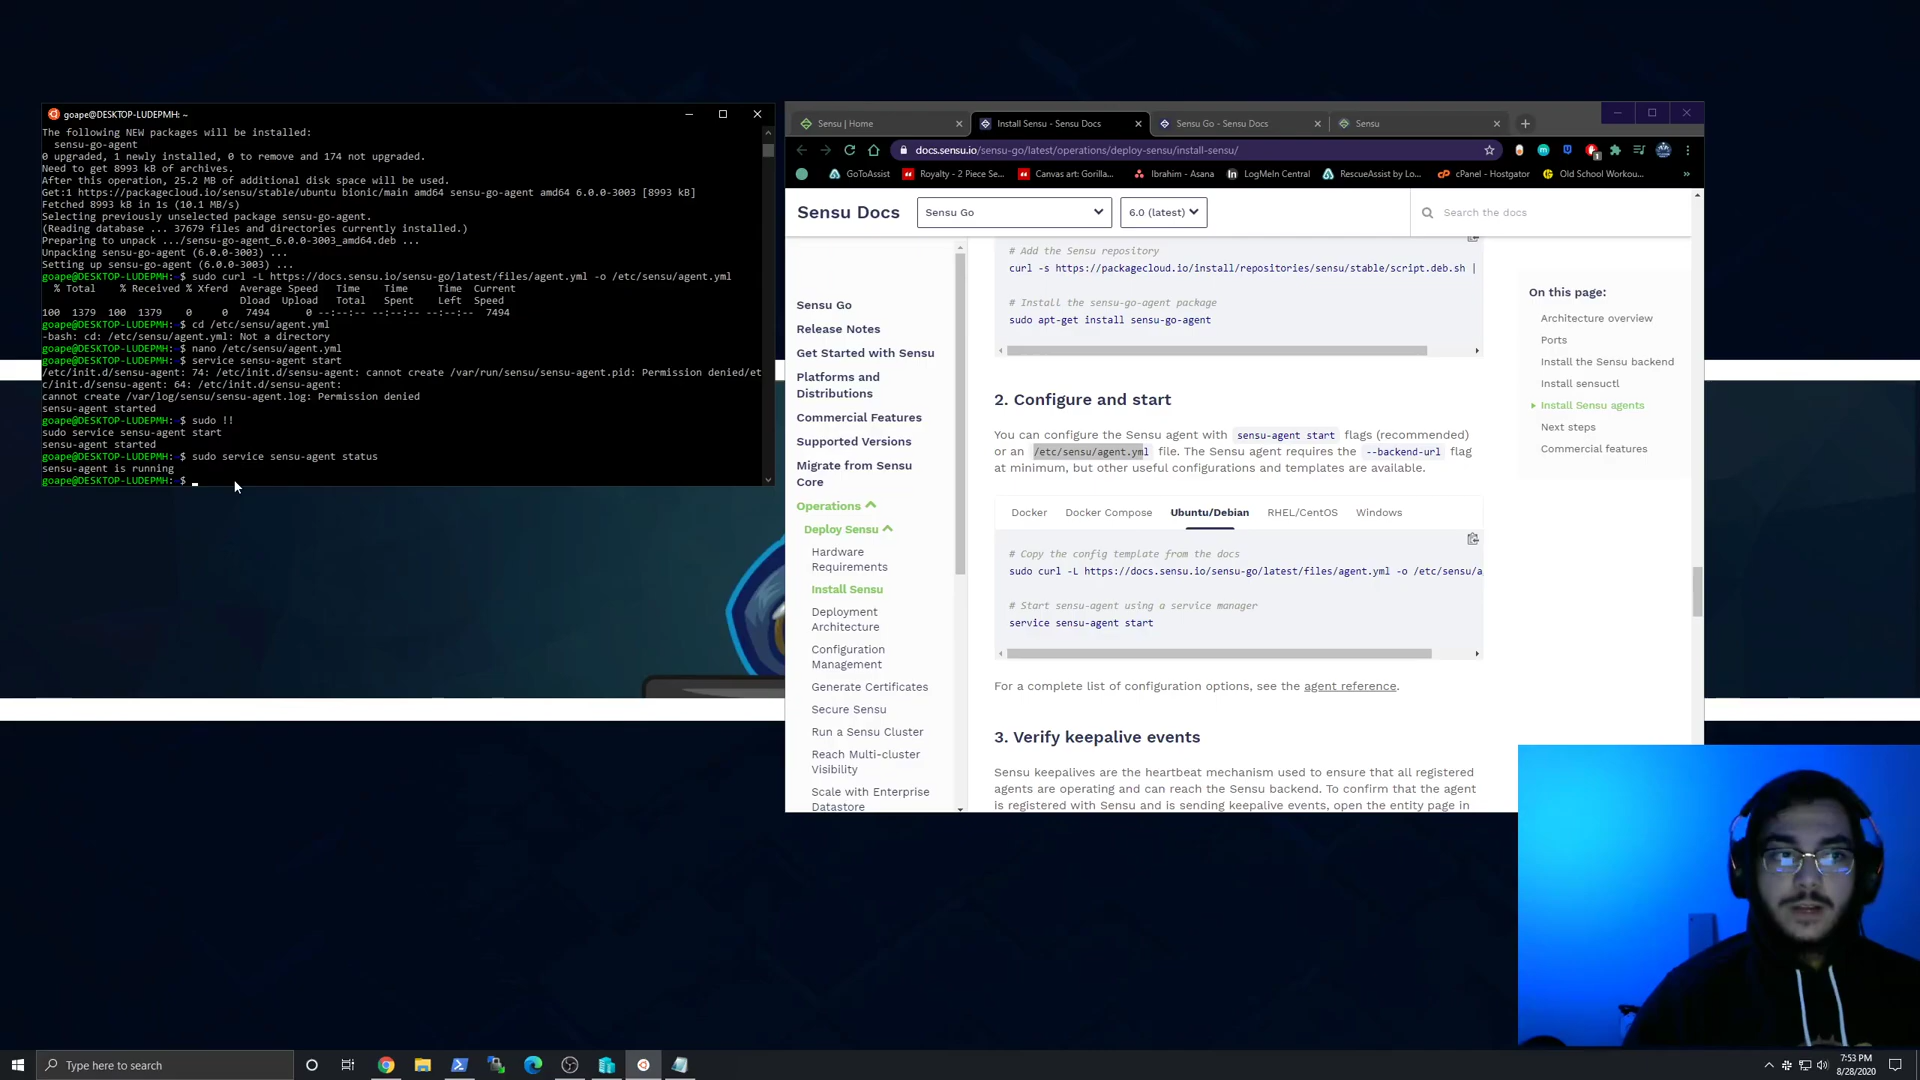 goape@DESKTOP-LUDEPMH: ~
The following NEW packages will be installed:
sensu-go-agent
0 upgraded, 1 newly installed, 0 to remove and 174 not upgraded.
Need to get 8993 kB of archives.
After this operation, 25.2 MB of additional disk space will be used.
Get:1 https://packagecloud.io/sensu/stable/ubuntu bionic/main amd64 sensu-go-agent amd64 6.0.0-3003 [8993 kB]
Fetched 8993 kB in 1s (10.1 MB/s)
Selecting previously unselected package sensu-go-agent.
(Reading database ... 37679 files and directories currently installed.)
Preparing to unpack .../sensu-go-agent_6.0.0-3003_amd64.deb ...
Unpacking sensu-go-agent (6.0.0-3003) ...
Setting up sensu-go-agent (6.0.0-3003) ...
goape@DESKTOP-LUDEPMH:~$ sudo curl -L https://docs.sensu.io/sensu-go/latest/files/agent.yml -o /etc/sensu/agent.yml
% Total % Received % Xferd Average Speed Time Time Time Current
Dload Upload Total Spent Left Speed
100 1379 100 1379 0 0 7494 0 --:--:-- --:--:-- --:--:-- 7494
goape@DESKTOP-LUDEPMH:~$ cd /etc/sensu/agent.yml
-bash: cd: /etc/sensu/agent.yml: Not a directory
goape@DESKTOP-LUDEPMH:~$ nano /etc/sensu/agent.yml
goape@DESKTOP-LUDEPMH:~$ service sensu-agent start
/etc/init.d/sensu-agent: 74: /etc/init.d/sensu-agent: cannot create /var/run/sensu/sensu-agent.pid: Permission denied/et
c/init.d/sensu-agent: 64: /etc/init.d/sensu-agent:
cannot create /var/log/sensu/sensu-agent.log: Permission denied
sensu-agent started
goape@DESKTOP-LUDEPMH:~$ sudo !!
sudo service sensu-agent start
sensu-agent started
goape@DESKTOP-LUDEPMH:~$ sudo service sensu-agent status
sensu-agent is running
goape@DESKTOP-LUDEPMH:~$
Sensu | Home
Install Sensu - Sensu Docs
Sensu Go - Sensu Docs
Sensu
docs.sensu.io/sensu-go/latest/operations/deploy-sensu/install-sensu/
GoToAssist
Royalty - 2 Piece Se...
Canvas art: Gorilla...
Ibrahim - Asana
LogMeIn Central
RescueAssist by Lo...
cPanel - Hostgator
Old School Workou...
Sensu Docs
Sensu Go
6.0 (latest)
Search the docs
Sensu Go
Release Notes
Get Started with Sensu
Platforms and
Distributions
Commercial Features
Supported Versions
Migrate from Sensu
Core
Operations
Deploy Sensu
Hardware
Requirements
Install Sensu
Deployment
Architecture
Configuration
Management
Generate Certificates
Secure Sensu
Run a Sensu Cluster
Reach Multi-cluster
Visibility
Scale with Enterprise
Datastore
# Add the Sensu repository
curl -s https://packagecloud.io/install/repositories/sensu/stable/script.deb.sh |
# Install the sensu-go-agent package
sudo apt-get install sensu-go-agent
2. Configure and start
You can configure the Sensu agent with sensu-agent start flags (recommended)
or an /etc/sensu/agent.yml file. The Sensu agent requires the --backend-url flag
at minimum, but other useful configurations and templates are available.
Docker
Docker Compose
Ubuntu/Debian
RHEL/CentOS
Windows
# Copy the config template from the docs
sudo curl -L https://docs.sensu.io/sensu-go/latest/files/agent.yml -o /etc/sensu/a
# Start sensu-agent using a service manager
service sensu-agent start
For a complete list of configuration options, see the agent reference.
3. Verify keepalive events
Sensu keepalives are the heartbeat mechanism used to ensure that all registered
agents are operating and can reach the Sensu backend. To confirm that the agent
is registered with Sensu and is sending keepalive events, open the entity page in
On this page:
Architecture overview
Ports
Install the Sensu backend
Install sensuctl
Install Sensu agents
Next steps
Commercial features
Type here to search
7:53 PM
8/28/2020